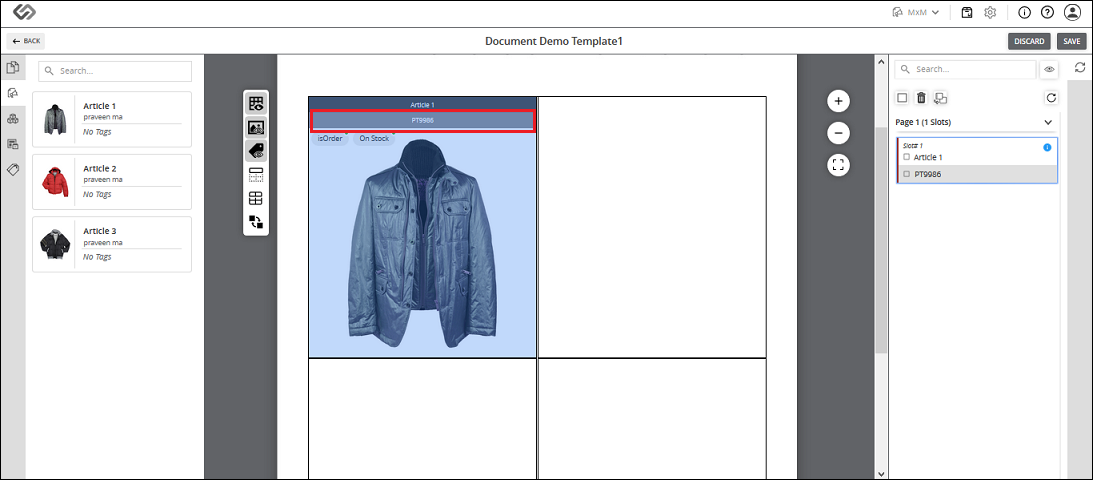 MxM
BACK
Document Demo Template1
DISCARD
SAVE
Search...
Article 1
praveen ma
No Tags
Article 2
praveen ma
No Tags
Article 3
praveen ma
No Tags
Article 1
PT9986
isOrder
On Stock
Search...
Page 1 (1 Slots)
Slot# 1
Article 1
PT9986